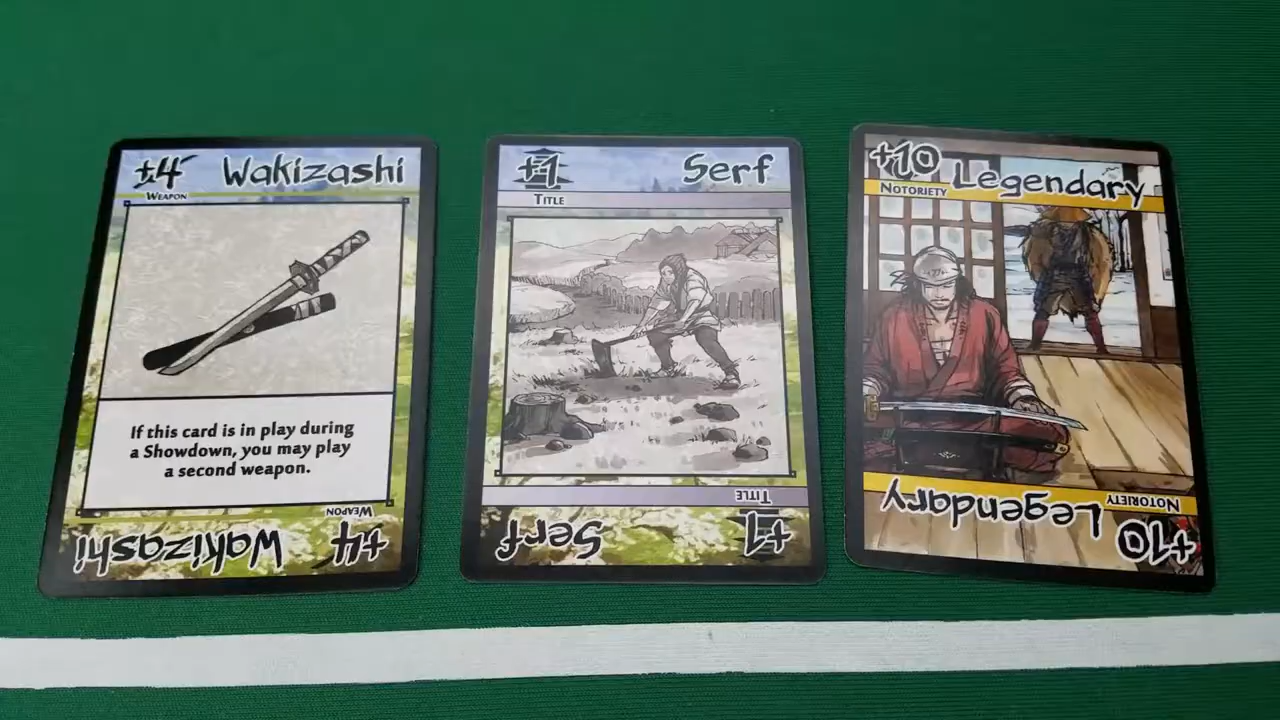 +4 Wakizashi
WEAPON
If this card is in play during
a Showdown, you may play
a second weapon.
WEAPON
+4 Wakizashi
+1 Serf
TITLE
TITLE
+1 Serf
+10 Legendary
NOTORIETY
NOTORIETY
+10 Legendary